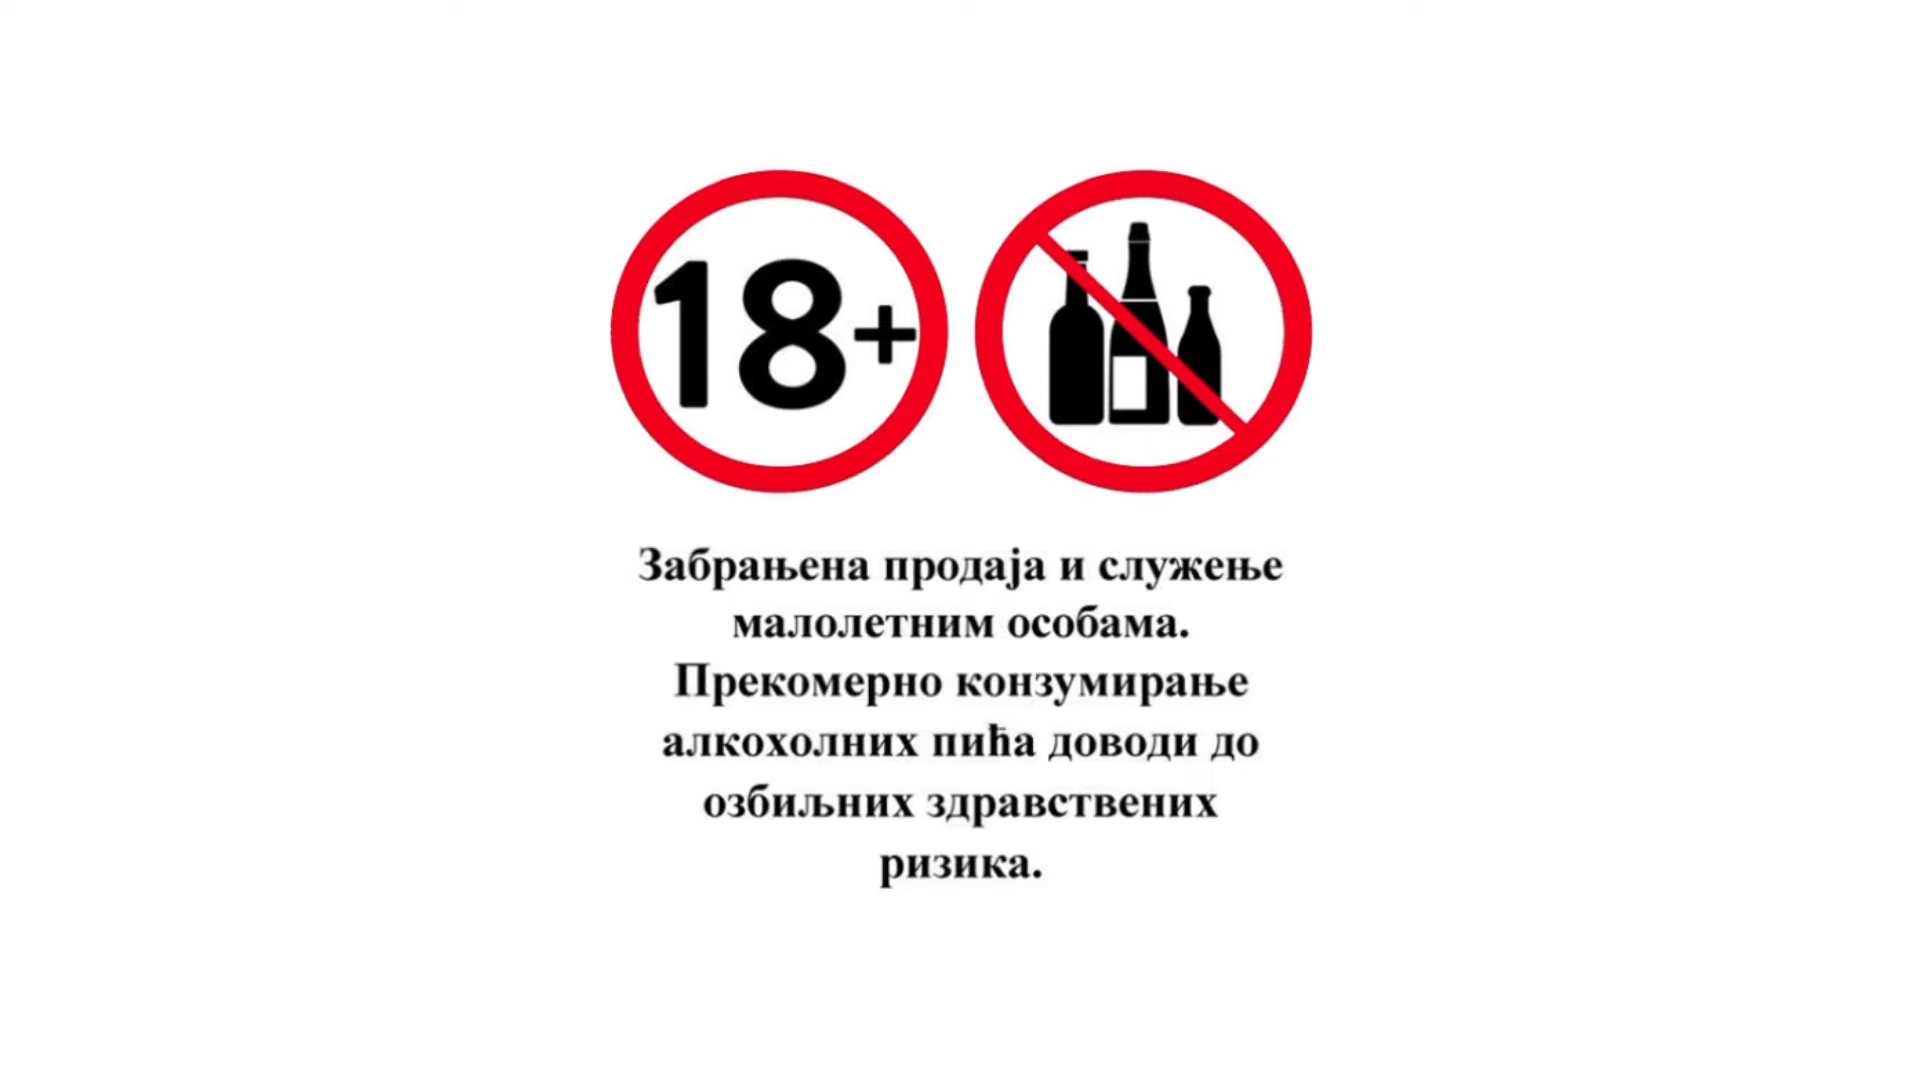 18+
Забрањена продаја и служење
малолетним особама.
Прекомерно конзумирање
алкохолних пића доводи до
озбиљних здравствених
ризика.